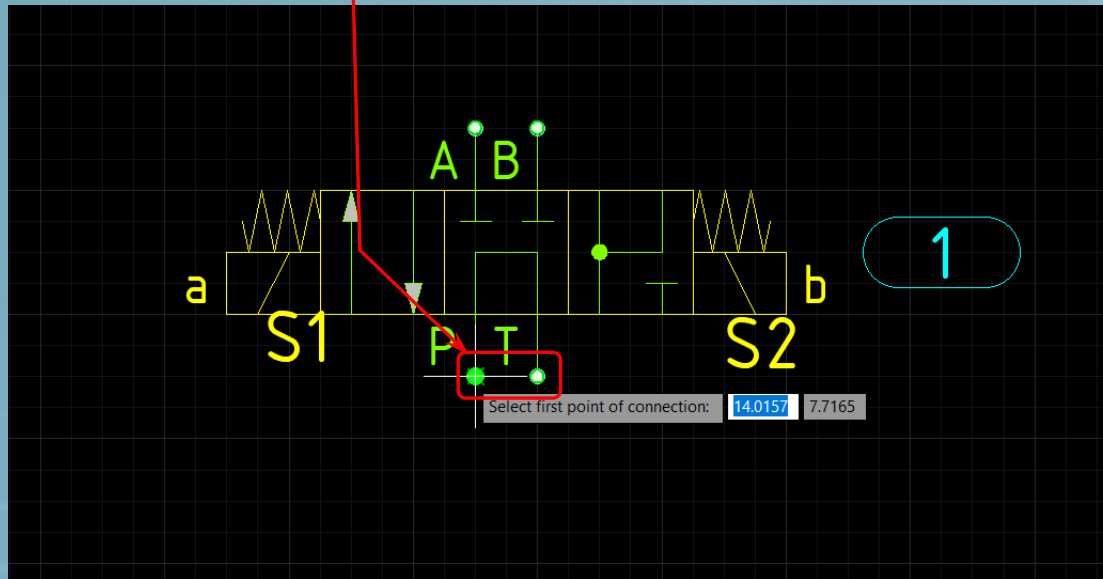 A B
1
a
b
S1
P T
S2
Select first point of connection: 14.0157 7.7165